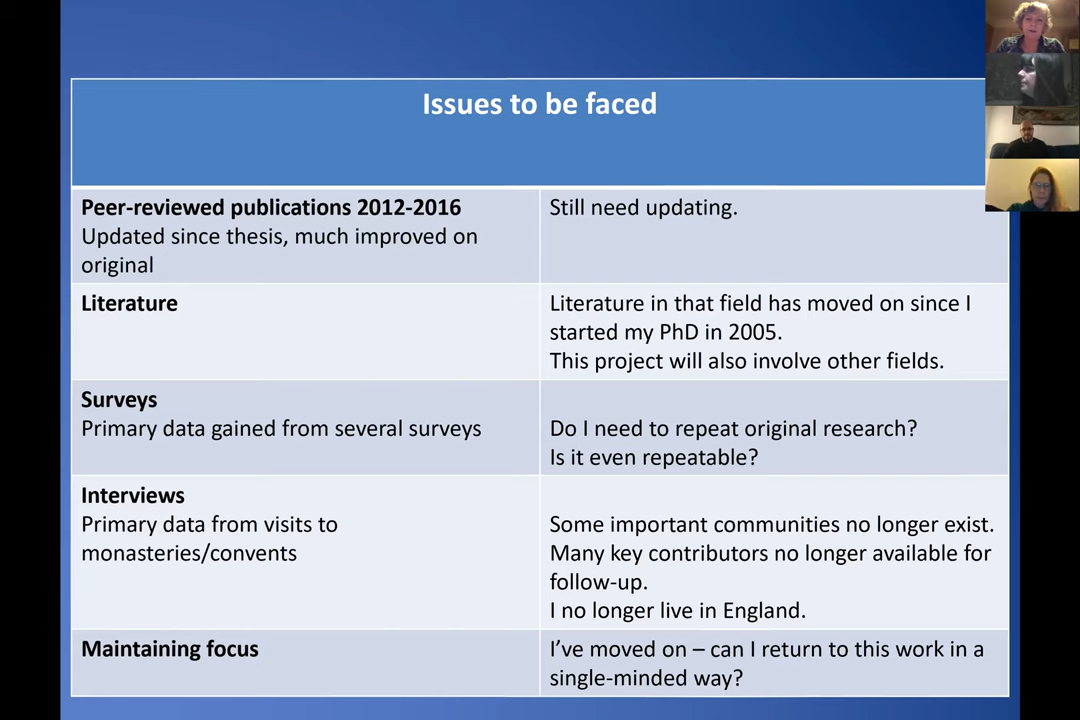 Issues to be faced
Peer-reviewed publications 2012-2016
Updated since thesis, much improved on
original
Still need updating.
Literature
Literature in that field has moved on since I
started my PhD in 2005.
This project will also involve other fields.
Surveys
Primary data gained from several surveys
Do I need to repeat original research?
Is it even repeatable?
Interviews
Primary data from visits to
monasteries/convents
Some important communities no longer exist.
Many key contributors no longer available for
follow-up.
I no longer live in England.
Maintaining focus
I've moved on – can I return to this work in a
single-minded way?